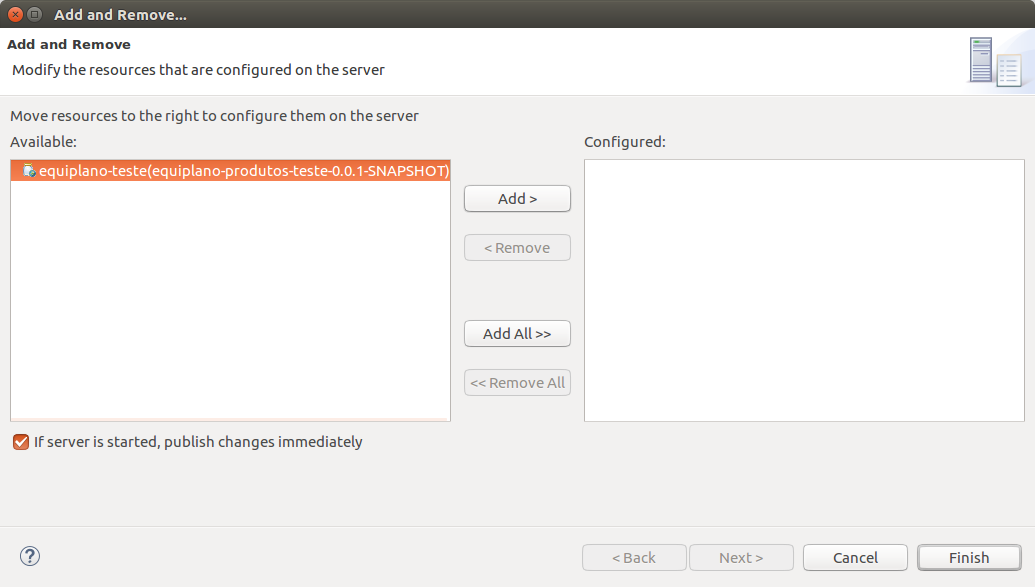 Add and Remove...
Add and Remove
Modify the resources that are configured on the server
Move resources to the right to configure them on the server
Available:
Configured:
equiplano-teste(equiplano-produtos-teste-0.0.1-SNAPSHOT)
Add >
< Remove
Add All >>
<< Remove All
If server is started, publish changes immediately
?
< Back
Next >
Cancel
Finish